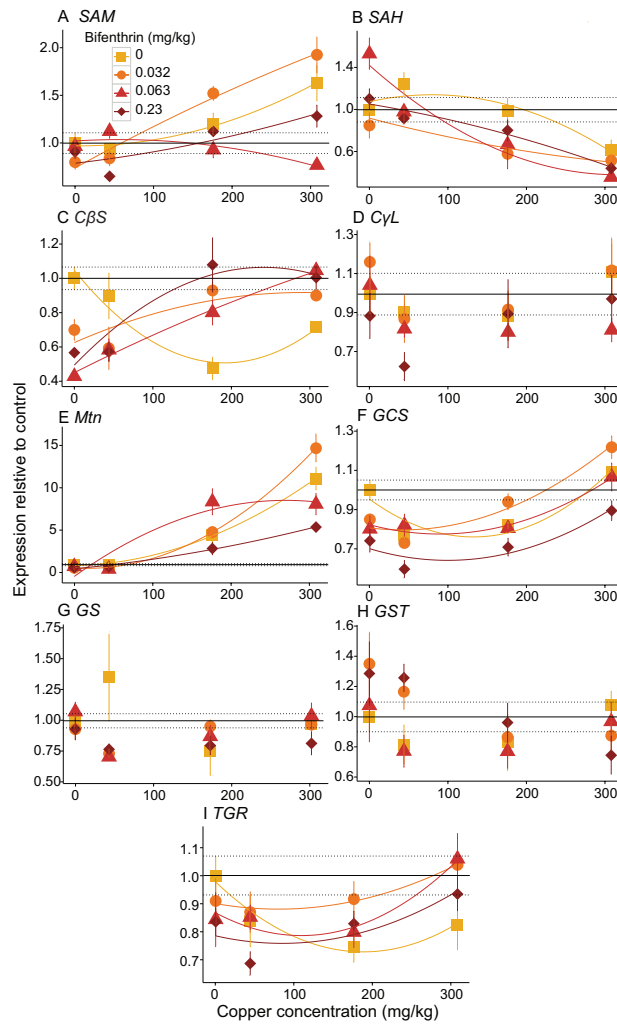 A SAM
Bifenthrin (mg/kg)
0
0.032
0.063
0.23
2.0
1.5
1.0
0 100 200 300
B SAH
1.4
1.0
0.6
0 100 200 300
C CβS
1.0
0.8
0.6
0.4
0 100 200 300
D CγL
1.3
1.1
0.9
0.7
0 100 200 300
Expression relative to control
E Mtn
15
10
5
0
0 100 200 300
F GCS
1.3
1.0
0.7
0 100 200 300
G GS
1.75
1.50
1.25
1.00
0.75
0.50
0 100 200 300
H GST
1.6
1.4
1.2
1.0
0.8
0.6
0 100 200 300
I TGR
1.1
1.0
0.9
0.8
0.7
0 100 200 300
Copper concentration (mg/kg)